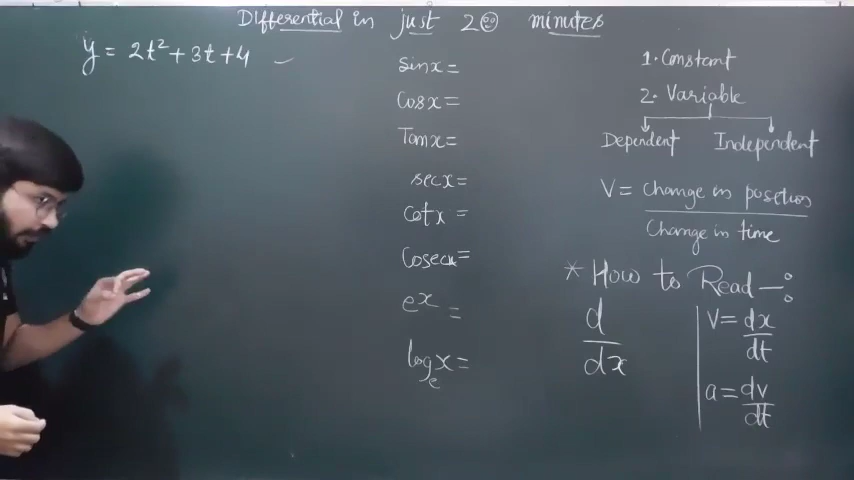 Differential in just 20 minutes
y = 2t² + 3t + 4
sinx =
Cosx =
Tanx =
secx =
Cotx =
Cosecx =
eˣ =
logₑx =
1. Constant
2. Variable
Dependent Independent
V = Change in position
Change in time
* How to Read —:
d
dx
V = dx
dt
a = dv
dt